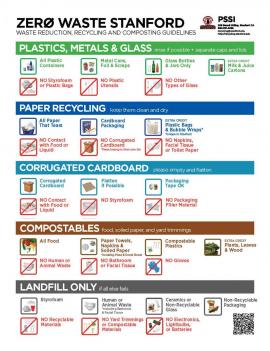 ZERØ WASTE STANFORD
WASTE REDUCTION, RECYCLING AND COMPOSTING GUIDELINES
PSSI
PLASTICS, METALS & GLASS rinse if possible + separate caps and lids
All Plastic
Containers
Metal Cans,
Foil & Scraps
Glass Bottles
& Jars Only
EXTRA CREDIT
Milk & Juice
Cartons
NO Styrofoam
or Plastic Bags
NO Plastic
Utensils
NO Other
Types of Glass
PAPER RECYCLING keep them clean and dry
All Paper
That Tears
Cardboard
Packaging
EXTRA CREDIT
Plastic Bags
& Bubble Wraps*
NO Contact
with Food or
Liquid
NO Contact with
Food or Liquid
NO Napkins,
Facial Tissue
or Toilet Paper
CORRUGATED CARDBOARD please empty and flatten
Corrugated
Cardboard
Flatten
If Possible
Packaging
Tape OK
NO Contact
with Food or
Liquid
NO Styrofoam
NO Packaging
Filler Material
COMPOSTABLES food, soiled paper, and yard trimmings
All Food
Paper Towels,
Napkins &
Soiled Paper
Compostable
Plastics
EXTRA CREDIT
Plants, Leaves
& Wood
NO Human or
Animal Waste
NO Bathroom
or Facial Tissue
NO Gloves
LANDFILL ONLY if all else fails
Styrofoam
Human or
Animal Waste
Ceramics or
Non-Recyclable
Glass
Non-Recyclable
Packaging
NO Recyclable
Materials
NO Yard Trimmings
or Compostable
Materials
NO Electronics,
Lightbulbs,
or Batteries